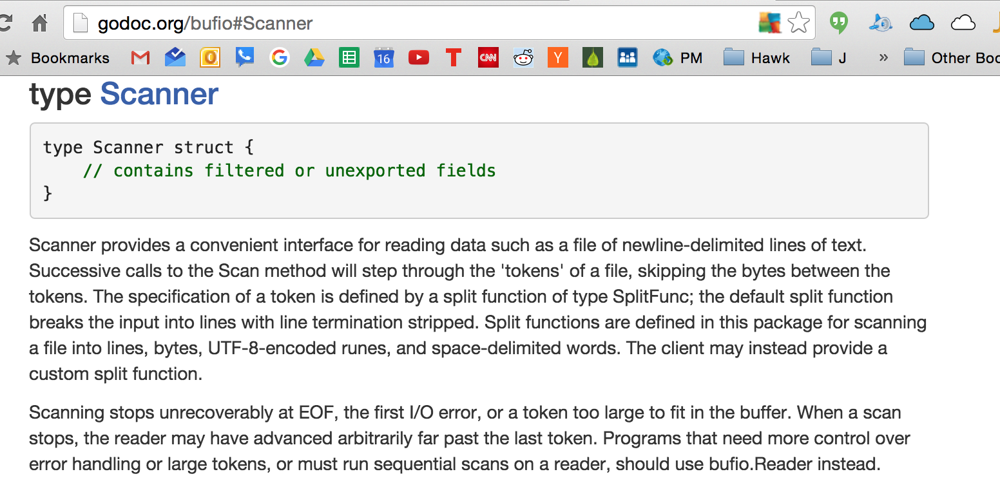 godoc.org/bufio#Scanner
Bookmarks 16 T CNN Y PM Hawk J » Other Boo
type Scanner
type Scanner struct {
    // contains filtered or unexported fields
}
Scanner provides a convenient interface for reading data such as a file of newline-delimited lines of text.
Successive calls to the Scan method will step through the 'tokens' of a file, skipping the bytes between the
tokens. The specification of a token is defined by a split function of type SplitFunc; the default split function
breaks the input into lines with line termination stripped. Split functions are defined in this package for scanning
a file into lines, bytes, UTF-8-encoded runes, and space-delimited words. The client may instead provide a
custom split function.
Scanning stops unrecoverably at EOF, the first I/O error, or a token too large to fit in the buffer. When a scan
stops, the reader may have advanced arbitrarily far past the last token. Programs that need more control over
error handling or large tokens, or must run sequential scans on a reader, should use bufio.Reader instead.